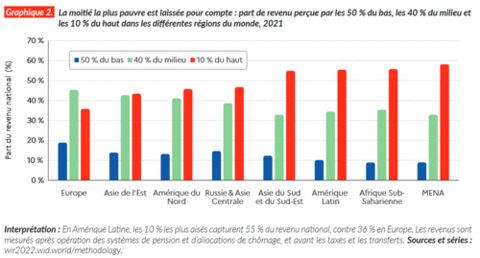 Graphique 2. La moitié la plus pauvre est laissée pour compte : part de revenu perçue par les 50 % du bas, les 40 % du milieu et
les 10 % du haut dans les différentes régions du monde, 2021
Part du revenu national (%)
70 %
60 %
50 %
40 %
30 %
20 %
10 %
0 %
50 % du bas 40 % du milieu 10 % du haut
Europe Asie de l'Est Amérique du Nord Russie & Asie Centrale Asie du Sud et du Sud-Est Amérique Latin Afrique Sub-Saharienne MENA
Interprétation : En Amérique Latine, les 10 % les plus aisés capturent 55 % du revenu national, contre 36 % en Europe. Les revenus sont
mesurés après opération des systèmes de pension et d'allocations de chômage, et avant les taxes et les transferts. Sources et séries :
wir2022.wid.world/methodology.